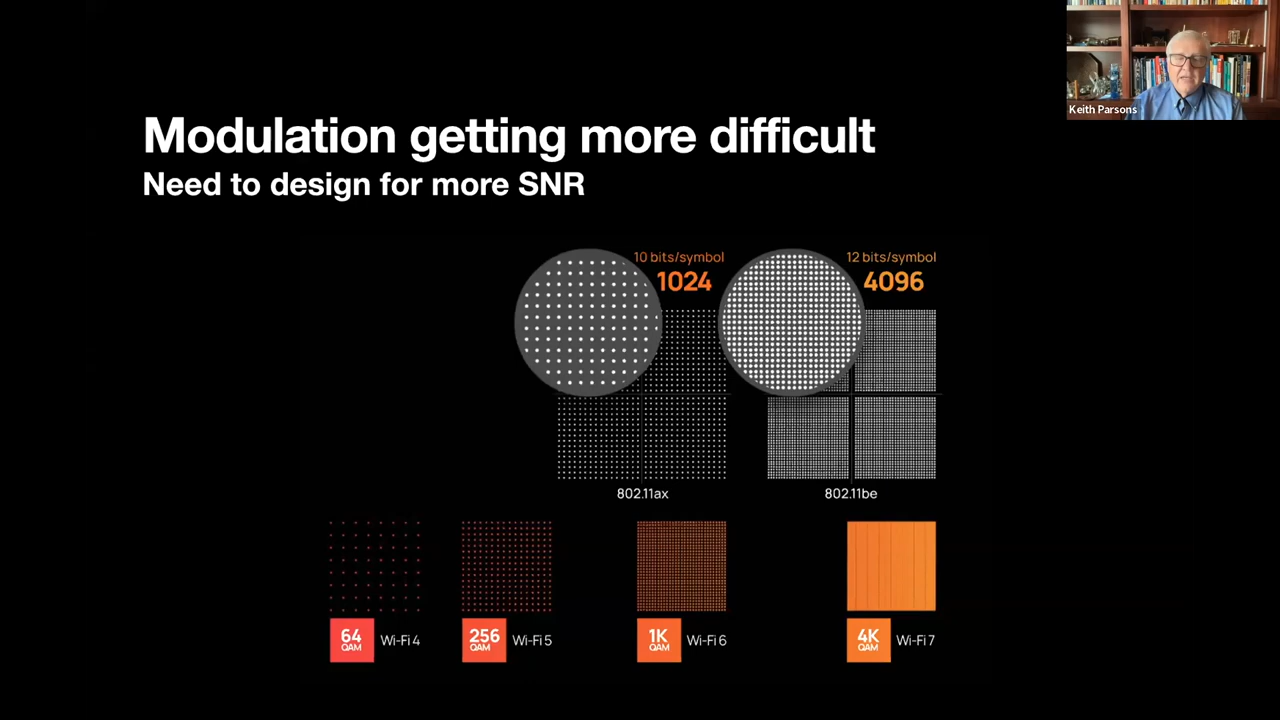 Keith Parsons
Modulation getting more difficult
Need to design for more SNR
10 bits/symbol
1024
12 bits/symbol
4096
802.11ax
802.11be
64
QAM
Wi-Fi 4
256
QAM
Wi-Fi 5
1K
QAM
Wi-Fi 6
4K
QAM
Wi-Fi 7